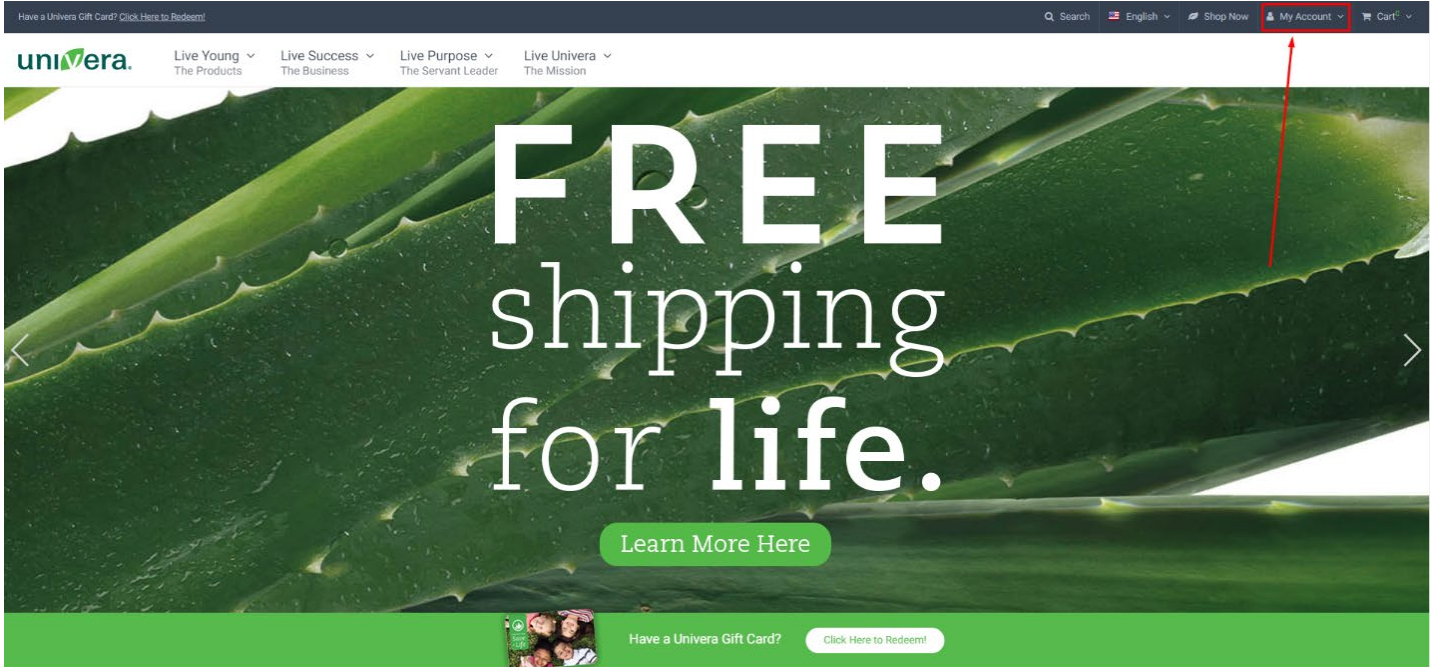 Have a Univera Gift Card? Click Here to Redeem!
Search
English
Shop Now
My Account
Cart 0
univera.
Live Young
The Products
Live Success
The Business
Live Purpose
The Servant Leader
Live Univera
The Mission
FREE
shipping
for life.
Learn More Here
Have a Univera Gift Card?
Click Here to Redeem!